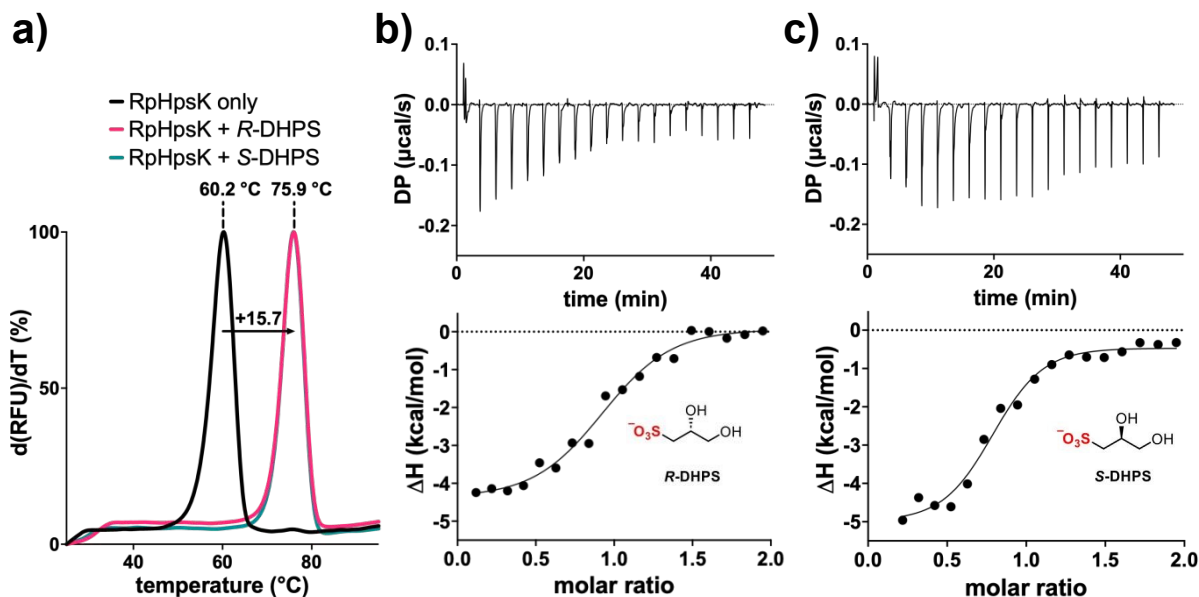 a)
RpHpsK only
RpHpsK + R-DHPS
RpHpsK + S-DHPS
60.2 °C 75.9 °C
+15.7
100
50
0
d(RFU)/dT (%)
40 60 80
temperature (°C)
b)
0.1
0.0
-0.1
-0.2
DP (µcal/s)
0 20 40
time (min)
0
-1
-2
-3
-4
-5
ΔH (kcal/mol)
OH
⁻O₃S OH
R-DHPS
0.0 0.5 1.0 1.5 2.0
molar ratio
c)
0.1
0.0
-0.1
-0.2
DP (µcal/s)
0 20 40
time (min)
0
-1
-2
-3
-4
-5
ΔH (kcal/mol)
OH
⁻O₃S OH
S-DHPS
0.0 0.5 1.0 1.5 2.0
molar ratio